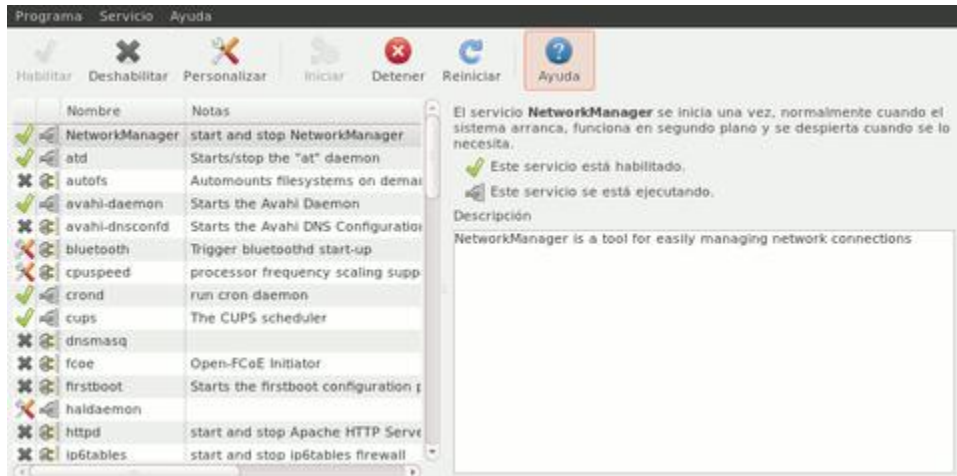 Programa Servicio Ayuda
Habilitar Deshabilitar Personalizar Iniciar Detener Reiniciar Ayuda
Nombre Notas
NetworkManager start and stop NetworkManager
atd Starts/stop the "at" daemon
autofs Automounts filesystems on deman
avahi-daemon Starts the Avahi Daemon
avahi-dnsconfd Starts the Avahi DNS Configuration
bluetooth Trigger bluetoothd start-up
cpuspeed processor frequency scaling supp
crond run cron daemon
cups The CUPS scheduler
dnsmasq
fcoe Open-FCoE Initiator
firstboot Starts the firstboot configuration p
haldaemon
httpd start and stop Apache HTTP Serve
ip6tables start and stop ip6tables firewall
El servicio NetworkManager se inicia una vez, normalmente cuando el
sistema arranca, funciona en segundo plano y se despierta cuando se lo
necesita.
Este servicio está habilitado.
Este servicio se está ejecutando.
Descripción
NetworkManager is a tool for easily managing network connections